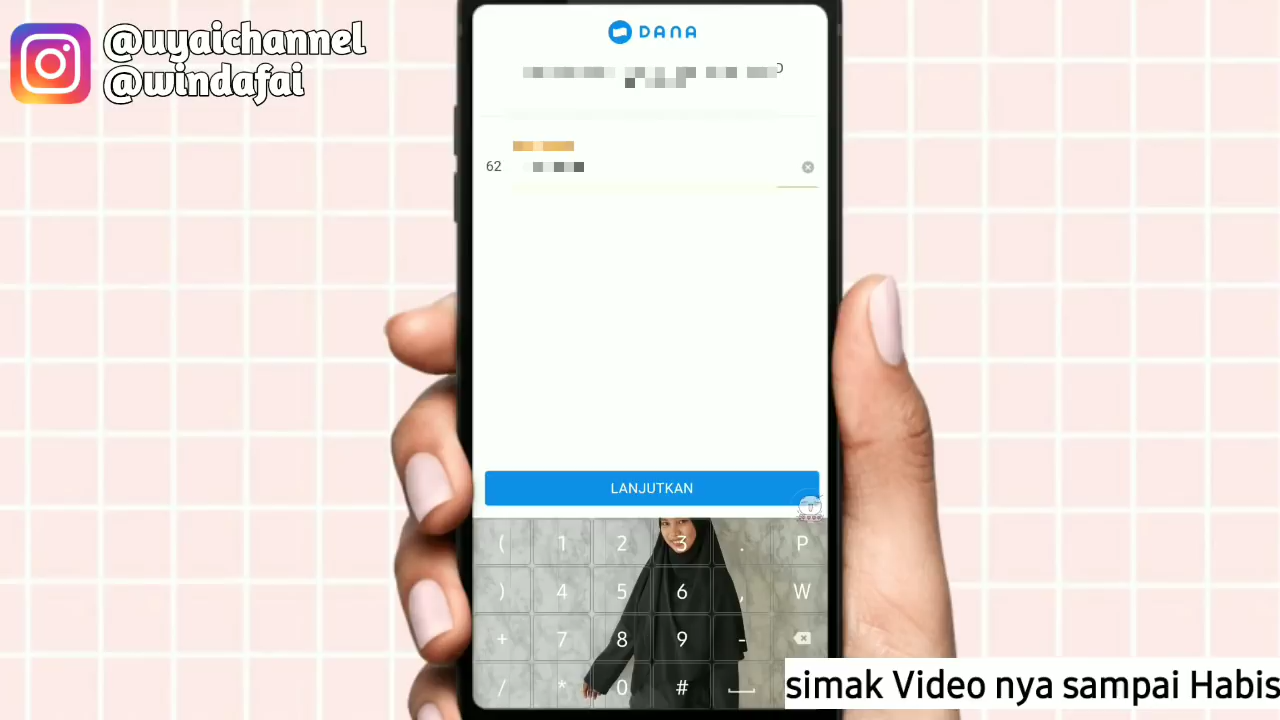 @uyaichannel
@windafai
DANA
62
LANJUTKAN
( 1 2 3 . P
) 4 5 6 , W
+ 7 8 9 -
/ * 0 #
simak Video nya sampai Habis